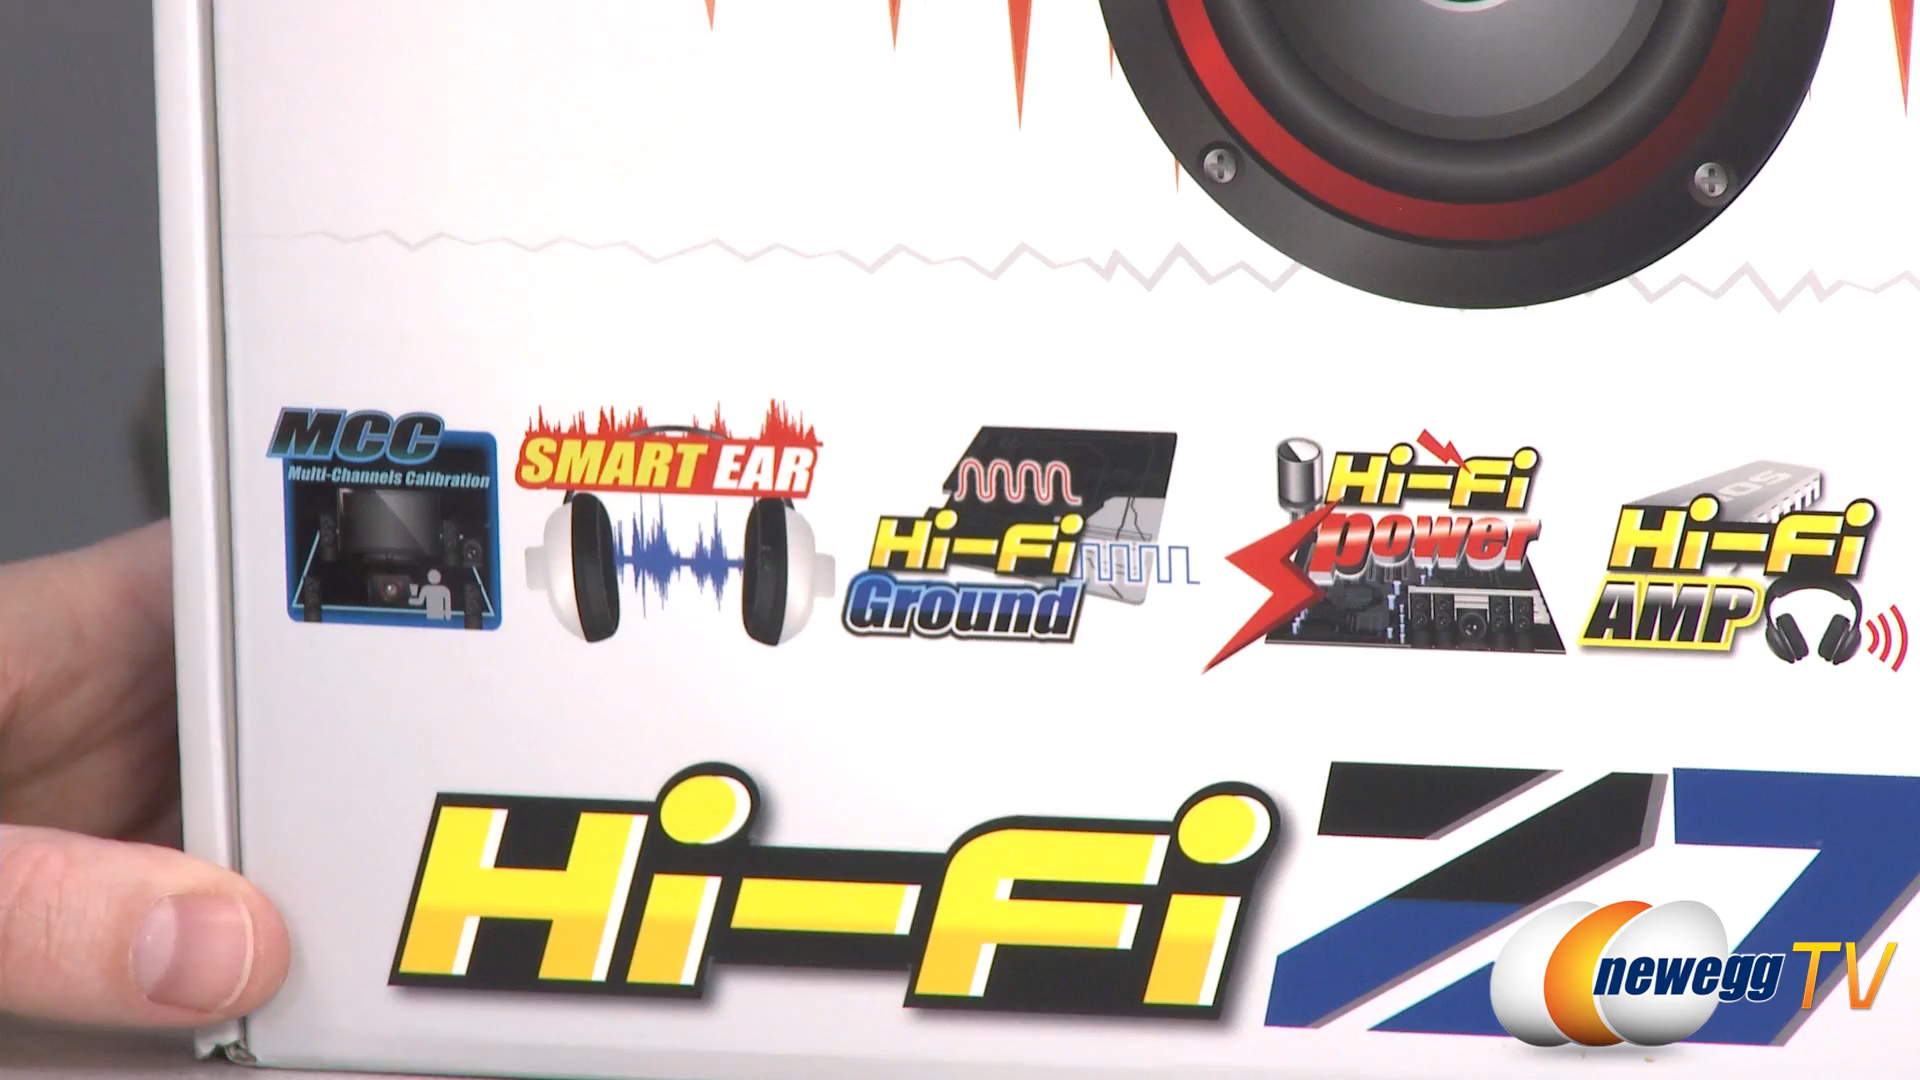 MCC
Multi-Channels Calibration
SMART EAR
Hi-Fi
Ground
Hi-Fi
power
Hi-Fi
AMP
Hi-Fi Z7
newegg TV